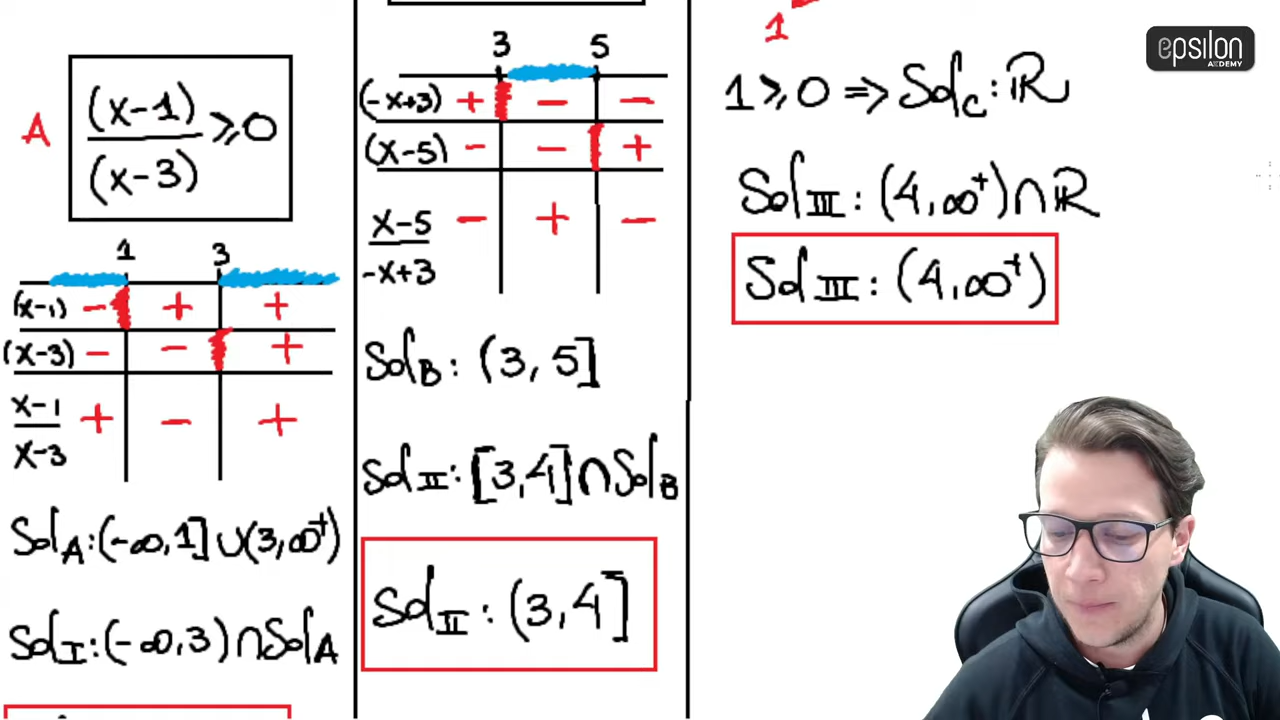 A
(x-1)
≥0
(x-3)
1 3
(x-1) - + +
(x-3) - - +
x-1
+ - +
x-3
Sol_A: (-∞,1] ∪ (3,∞⁺)
Sol_I: (-∞,3) ∩ Sol_A
3 5
(-x+3) + - -
(x-5) - - +
x-5
- + -
-x+3
Sol_B: (3,5]
Sol_II: [3,4] ∩ Sol_B
Sol_II: (3,4]
1
1≥0 => Sol_C: ℝ
Sol_III: (4,∞⁺) ∩ ℝ
Sol_III: (4,∞⁺)
epsilon
AXΣDEMY